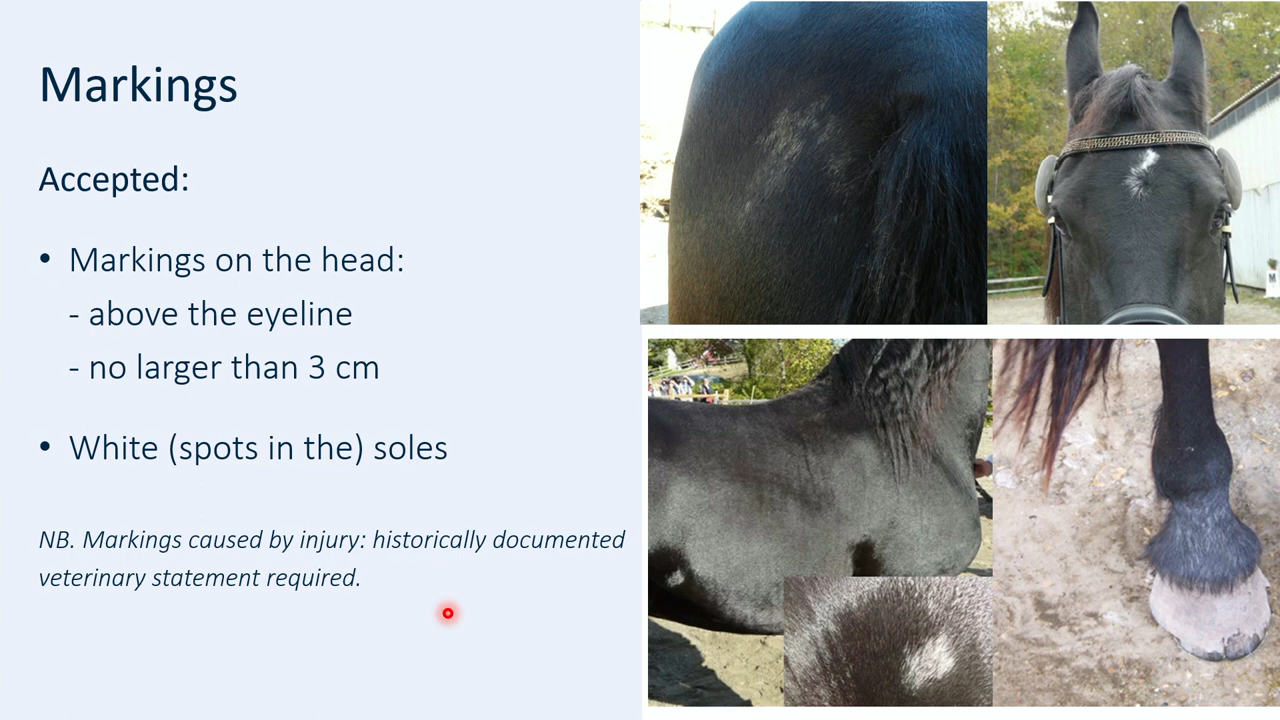 Markings
Accepted:
• Markings on the head:
- above the eyeline
- no larger than 3 cm
• White (spots in the) soles
NB. Markings caused by injury: historically documented
veterinary statement required.
M